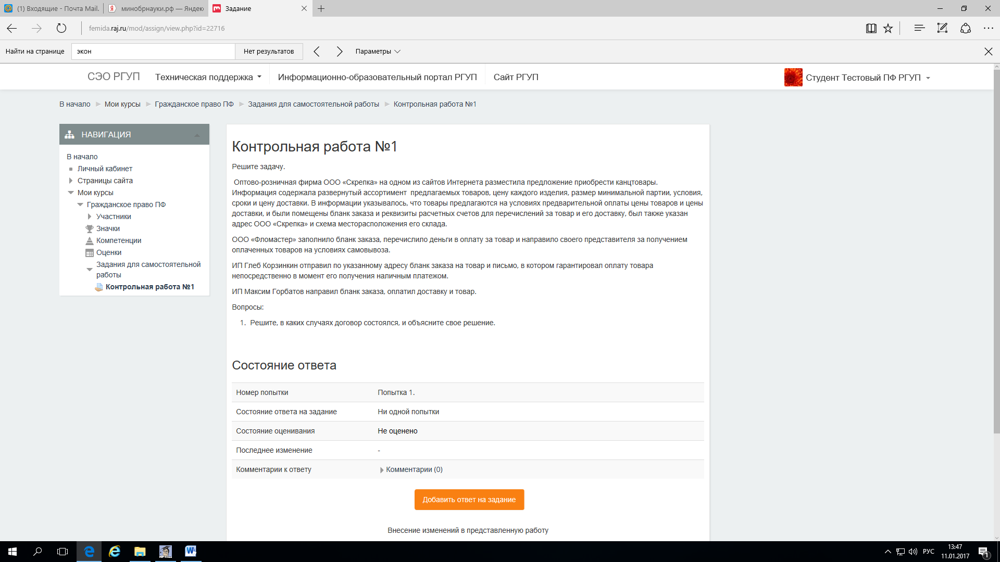 (1) Входящие - Почта Mail.
минобрнауки.рф — Яндекс
Задание
femida.raj.ru/mod/assign/view.php?id=22716
Найти на странице
экон
Нет результатов
Параметры
СЭО РГУП
Техническая поддержка
Информационно-образовательный портал РГУП
Сайт РГУП
Студент Тестовый ПФ РГУП
В начало
Мои курсы
Гражданское право ПФ
Задания для самостоятельной работы
Контрольная работа №1
НАВИГАЦИЯ
В начало
Личный кабинет
Страницы сайта
Мои курсы
Гражданское право ПФ
Участники
Значки
Компетенции
Оценки
Задания для самостоятельной
работы
Контрольная работа №1
Контрольная работа №1
Решите задачу.
Оптово-розничная фирма ООО «Скрепка» на одном из сайтов Интернета разместила предложение приобрести канцтовары.
Информация содержала развернутый ассортимент предлагаемых товаров, цену каждого изделия, размер минимальной партии, условия,
сроки и цену доставки. В информации указывалось, что товары предлагаются на условиях предварительной оплаты цены товаров и цены
доставки, и были помещены бланк заказа и реквизиты расчетных счетов для перечислений за товар и его доставку, был также указан
адрес ООО «Скрепка» и схема месторасположения его склада.
ООО «Фломастер» заполнило бланк заказа, перечислило деньги в оплату за товар и направило своего представителя за получением
оплаченных товаров на условиях самовывоза.
ИП Глеб Корзинкин отправил по указанному адресу бланк заказа на товар и письмо, в котором гарантировал оплату товара
непосредственно в момент его получения наличным платежом.
ИП Максим Горбатов направил бланк заказа, оплатил доставку и товар.
Вопросы:
1. Решите, в каких случаях договор состоялся, и объясните свое решение.
Состояние ответа
Номер попытки Попытка 1.
Состояние ответа на задание Ни одной попытки
Состояние оценивания Не оценено
Последнее изменение -
Комментарии к ответу Комментарии (0)
Добавить ответ на задание
Внесение изменений в представленную работу
РУС
13:47
11.01.2017
1